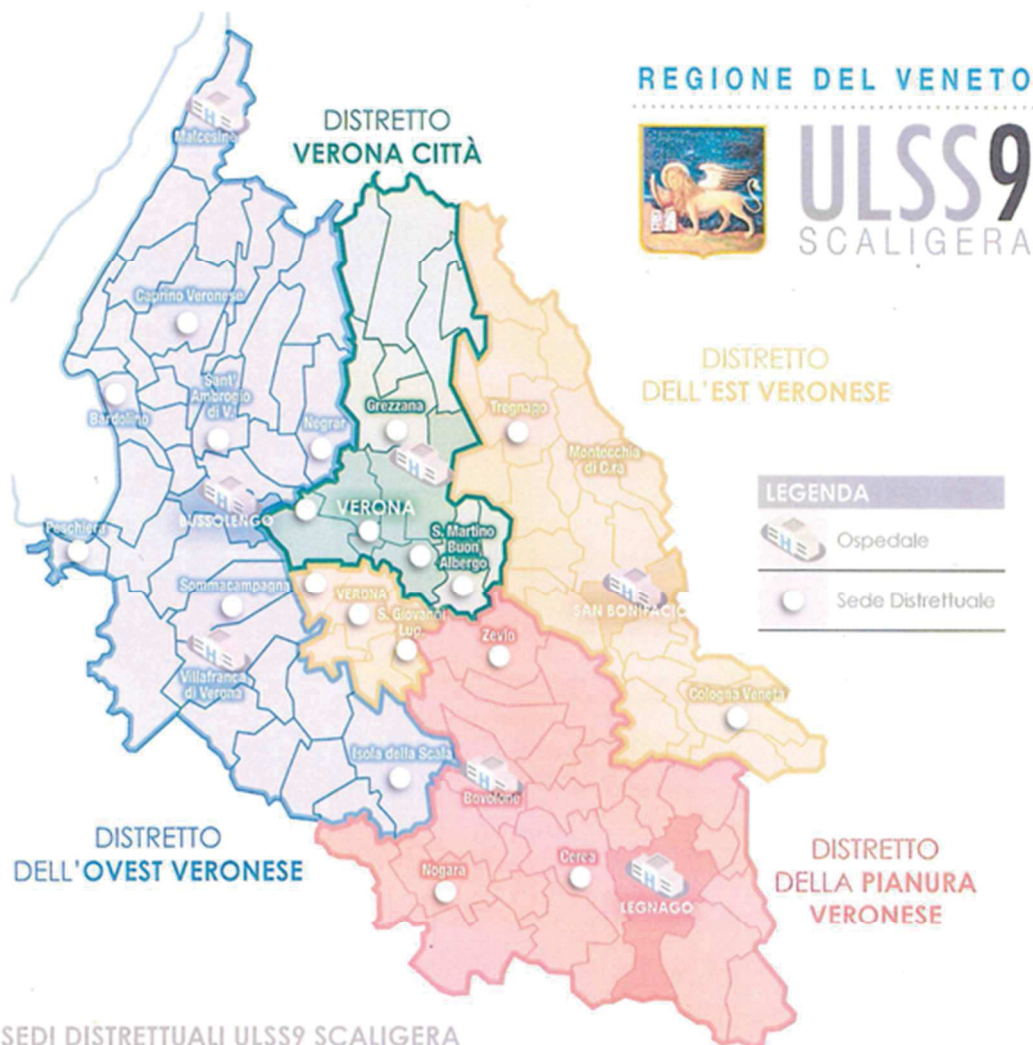 REGIONE DEL VENETO
ULSS9
SCALIGERA
DISTRETTO
VERONA CITTÀ
Malcesine
Caprino Veronese
Sant'
Ambrogio
di V.
Bardolino
Negrar
Grezzana
Tregnago
DISTRETTO
DELL'EST VERONESE
Montecchia
di C.ra
LEGENDA
Ospedale
Sede Distrettuale
BUSSOLENGO
VERONA
S. Martino
Buon
Albergo
Peschiera
Sommacampagna
VERONA
S. Giovanni
Lup.
SAN BONIFACIO
Zevio
Villafranca
di Verona
Cologna Veneta
Isola della Scala
Bovolone
DISTRETTO
DELL'OVEST VERONESE
Nogara
Cerea
LEGNAGO
DISTRETTO
DELLA PIANURA
VERONESE
SEDI DISTRETTUALI ULSS9 SCALIGERA